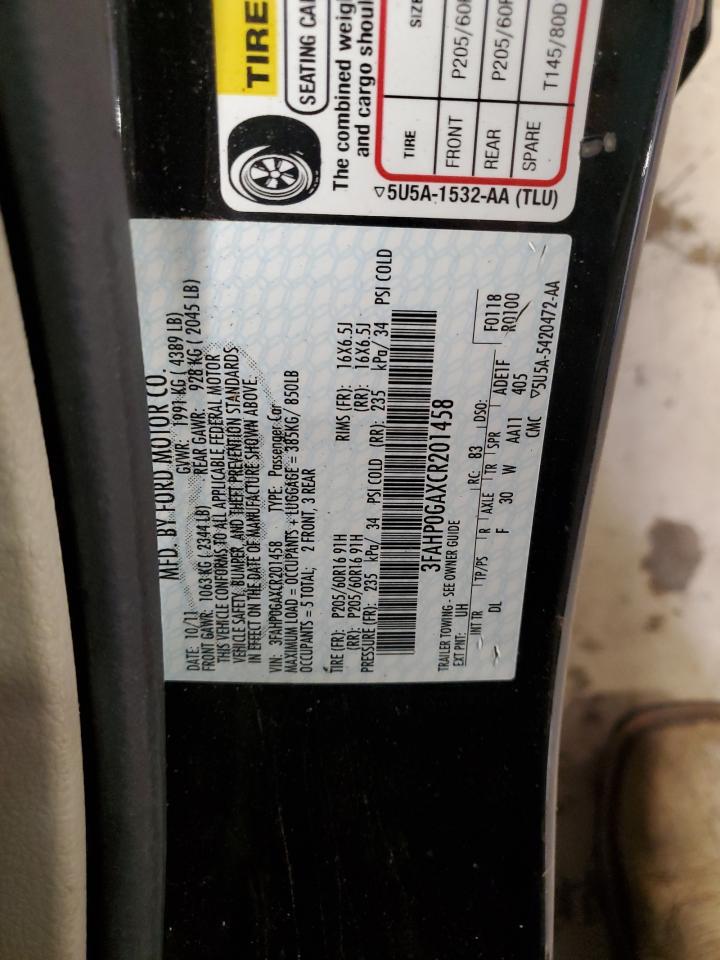 TIRE
SEATING CA
The combined weig
and cargo shou
TIRE SIZE
FRONT P205/60
REAR P205/60
SPARE T145/80D
▽5U5A-1532-AA (TLU)
MFD. BY FORD MOTOR CO.
DATE: 10/11 GVWR: 1991 KG ( 4389 LB)
FRONT GAWR: 1063 KG ( 2344 LB) REAR GAWR: 928 KG ( 2045 LB)
THIS VEHICLE CONFORMS TO ALL APPLICABLE FEDERAL MOTOR
VEHICLE SAFETY, BUMPER, AND THEFT PREVENTION STANDARDS
IN EFFECT ON THE DATE OF MANUFACTURE SHOWN ABOVE.
VIN: 3FAHP0GAXCR201458 TYPE: Passenger Car
MAXIMUM LOAD = OCCUPANTS + LUGGAGE = 385KG/ 850LB
OCCUPANTS = 5 TOTAL; 2 FRONT, 3 REAR
TIRE (FR): P205/60R16 91H RIMS (FR): 16X6.5J
(RR): P205/60R16 91H (RR): 16X6.5J
PRESSURE (FR): 235 kPa/ 34 PSI COLD (RR): 235 kPa/ 34 PSI COLD
3FAHP0GAXCR201458
TRAILER TOWING - SEE OWNER GUIDE F0118
EXT PNT: UH RC: B3 DSO: R0100
INT TR TP/PS R AXLE TR SPR ADE1F
DL F 30 W AA11 405
CMC ▽5U5A-5420472-AA